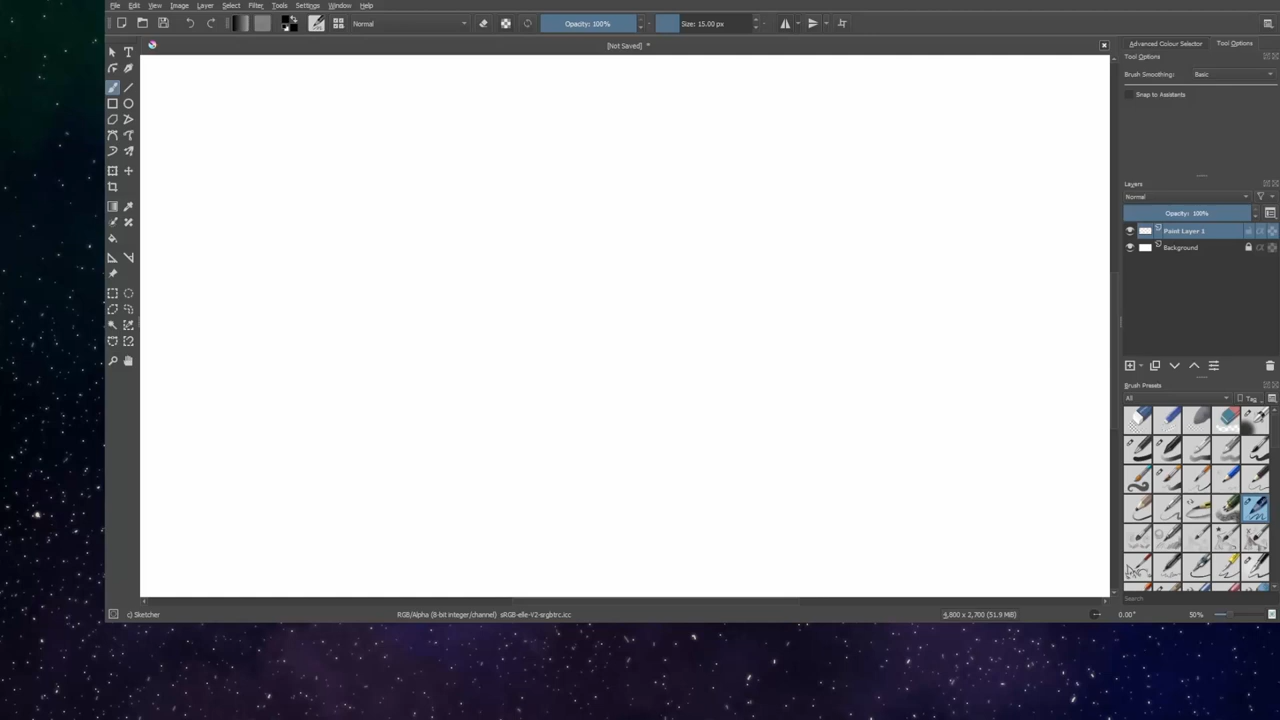 File Edit View Image Layer Select Filter Tools Settings Window Help
Normal Opacity: 100% Size: 15.00 px
[Not Saved]
Advanced Colour Selector Tool Options
Tool Options
Brush Smoothing: Basic
Snap to Assistants
Layers
Normal
Opacity: 100%
Paint Layer 1
Background
Brush Presets
All Tag
Search
c) Sketcher RGB/Alpha (8-bit integer/channel) sRGB-elle-V2-srgbtrc.icc 4,800 x 2,700 (51.9 MiB) 0.00° 50%